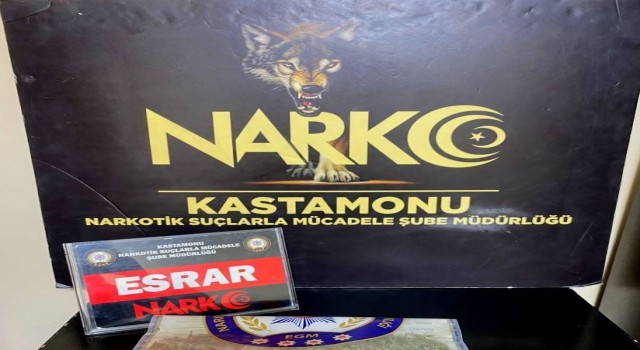 NARKO
KASTAMONU
NARKOTİK SUÇLARLA MÜCADELE ŞUBE MÜDÜRLÜĞÜ
KASTAMONU
NARKOTİK SUÇLARLA MÜCADELE
ŞUBE MÜDÜRLÜĞÜ
ESRAR
NARKO
EGM